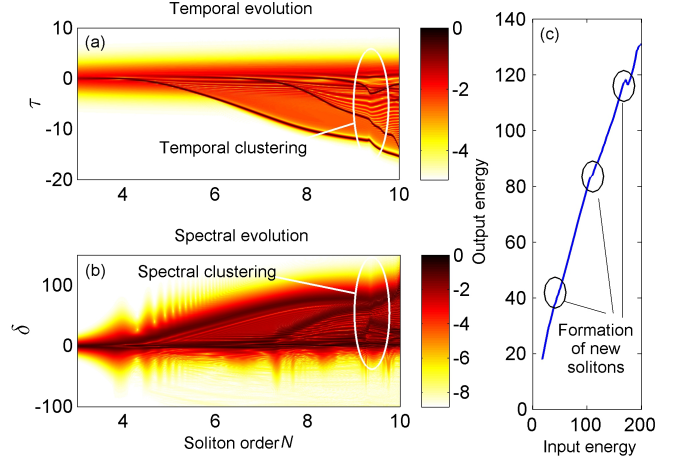 Temporal evolution
(a)
10
0
-10
-20
τ
4
6
8
10
Temporal clustering
0
-2
-4
Spectral evolution
(b)
100
0
-100
δ
4
6
8
10
Spectral clustering
Soliton order N
0
-2
-4
-6
-8
(c)
140
120
100
80
60
40
20
0
Output energy
Formation
of new
solitons
0
100
200
Input energy